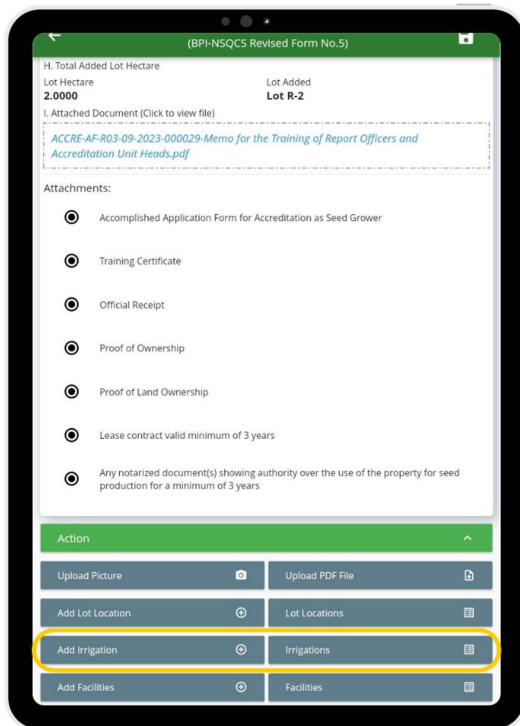 (BPI-NSQCS Revised Form No.5)
H. Total Added Lot Hectare
Lot Hectare
Lot Added
2.0000
Lot R-2
I. Attached Document (Click to view file)
ACCRE-AF-R03-09-2023-000029-Memo for the Training of Report Officers and
Accreditation Unit Heads.pdf
Attachments:
Accomplished Application Form for Accreditation as Seed Grower
Training Certificate
Official Receipt
Proof of Ownership
Proof of Land Ownership
Lease contract valid minimum of 3 years
Any notarized document(s) showing authority over the use of the property for seed
production for a minimum of 3 years
Action
Upload Picture
Upload PDF File
Add Lot Location
Lot Locations
Add Irrigation
Irrigations
Add Facilities
Facilities